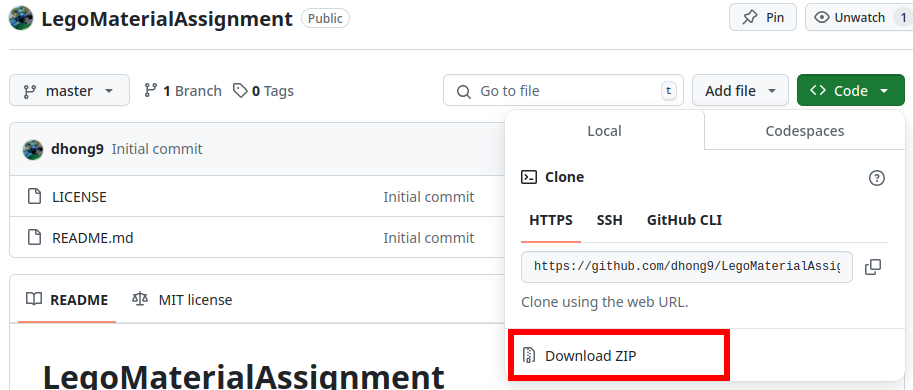 LegoMaterialAssignment Public
Pin
Unwatch 1
master
1 Branch
0 Tags
Go to file t
Add file
<> Code
dhong9 Initial commit
LICENSE Initial commit
README.md Initial commit
README
MIT license
LegoMaterialAssignment
Local
Codespaces
Clone
HTTPS SSH GitHub CLI
https://github.com/dhong9/LegoMaterialAssig
Clone using the web URL.
Download ZIP